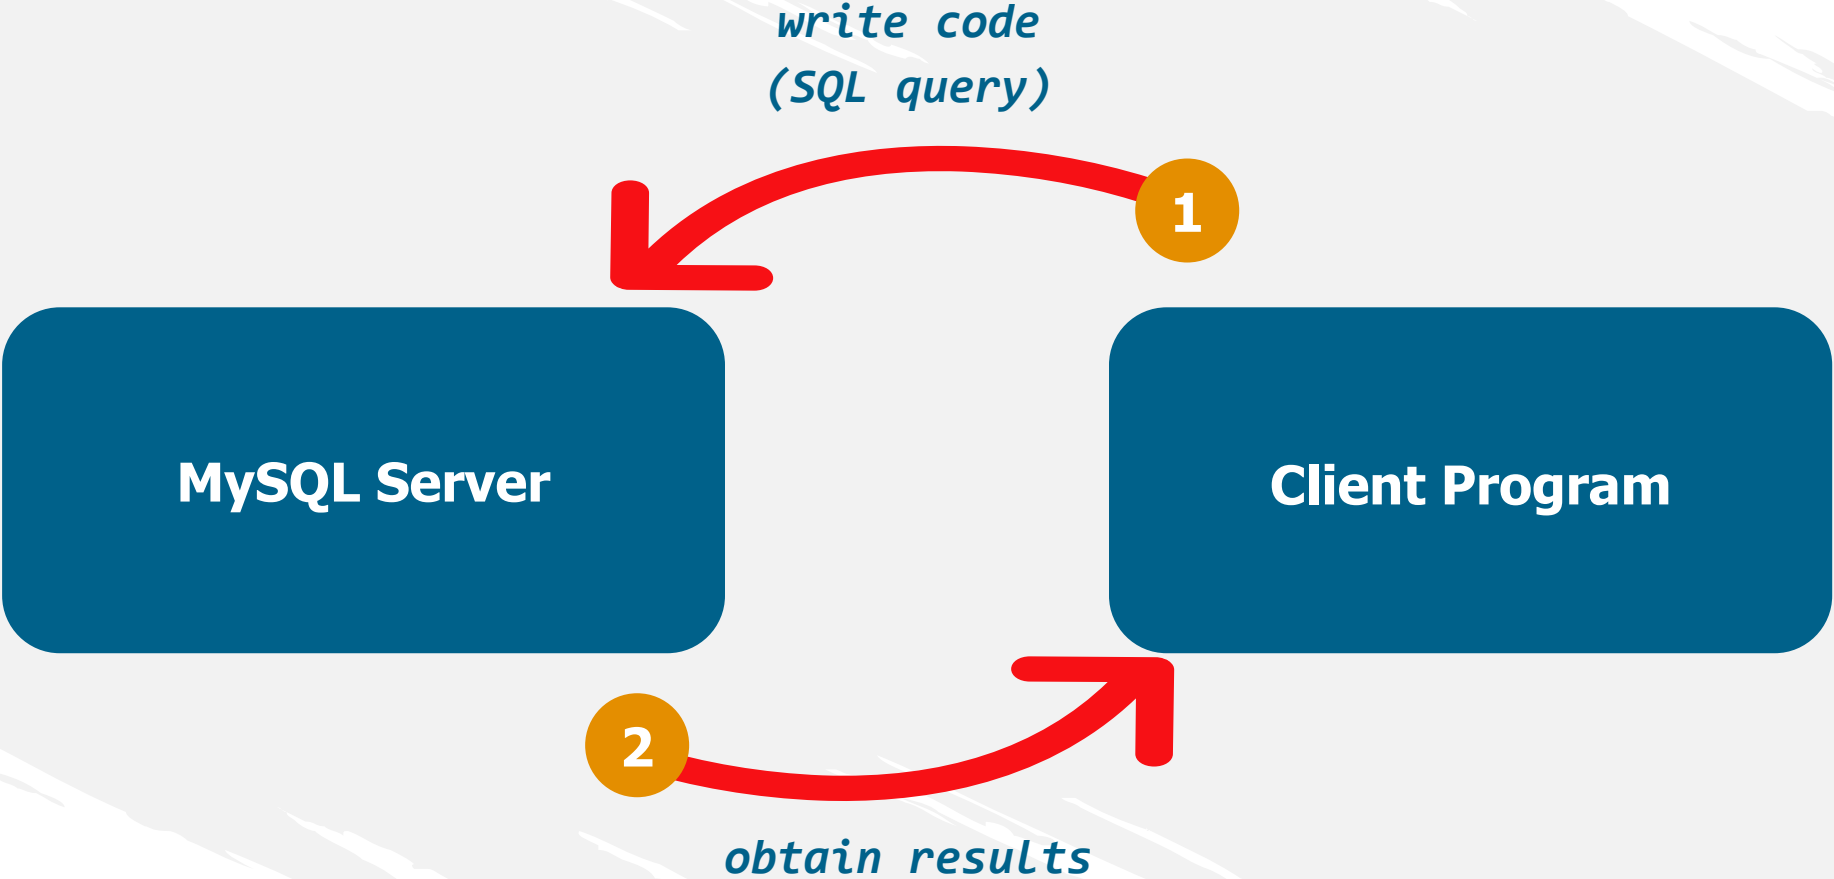 write code
(SQL query)
1
MySQL Server
Client Program
2
obtain results